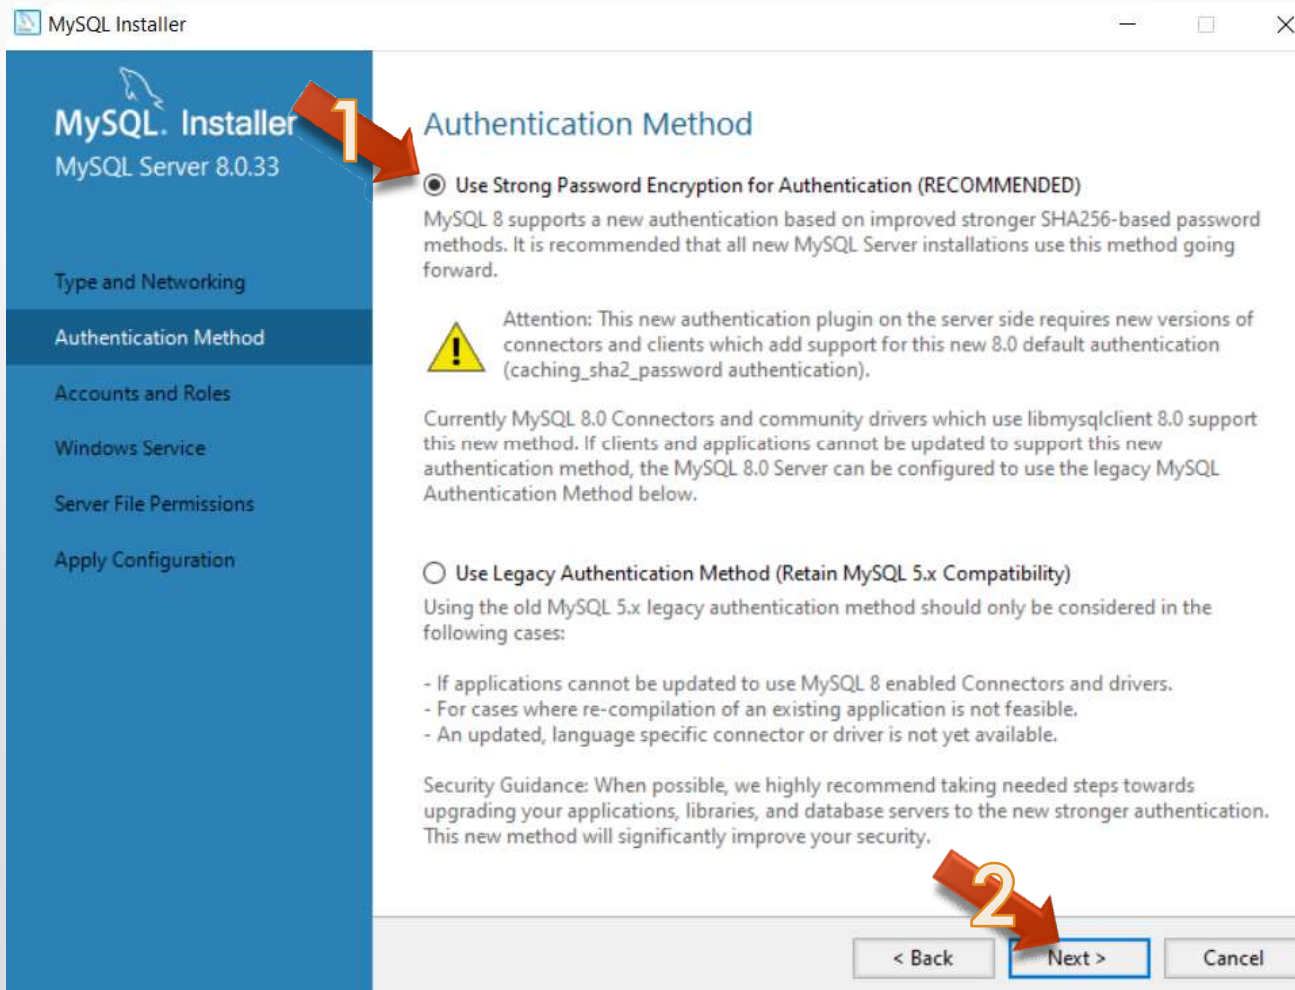 MySQL Installer
MySQL. Installer
MySQL Server 8.0.33
Type and Networking
Authentication Method
Accounts and Roles
Windows Service
Server File Permissions
Apply Configuration
1
Authentication Method
Use Strong Password Encryption for Authentication (RECOMMENDED)
MySQL 8 supports a new authentication based on improved stronger SHA256-based password
methods. It is recommended that all new MySQL Server installations use this method going
forward.
Attention: This new authentication plugin on the server side requires new versions of
connectors and clients which add support for this new 8.0 default authentication
(caching_sha2_password authentication).
Currently MySQL 8.0 Connectors and community drivers which use libmysqlclient 8.0 support
this new method. If clients and applications cannot be updated to support this new
authentication method, the MySQL 8.0 Server can be configured to use the legacy MySQL
Authentication Method below.
Use Legacy Authentication Method (Retain MySQL 5.x Compatibility)
Using the old MySQL 5.x legacy authentication method should only be considered in the
following cases:
- If applications cannot be updated to use MySQL 8 enabled Connectors and drivers.
- For cases where re-compilation of an existing application is not feasible.
- An updated, language specific connector or driver is not yet available.
Security Guidance: When possible, we highly recommend taking needed steps towards
upgrading your applications, libraries, and database servers to the new stronger authentication.
This new method will significantly improve your security.
2
< Back
Next >
Cancel